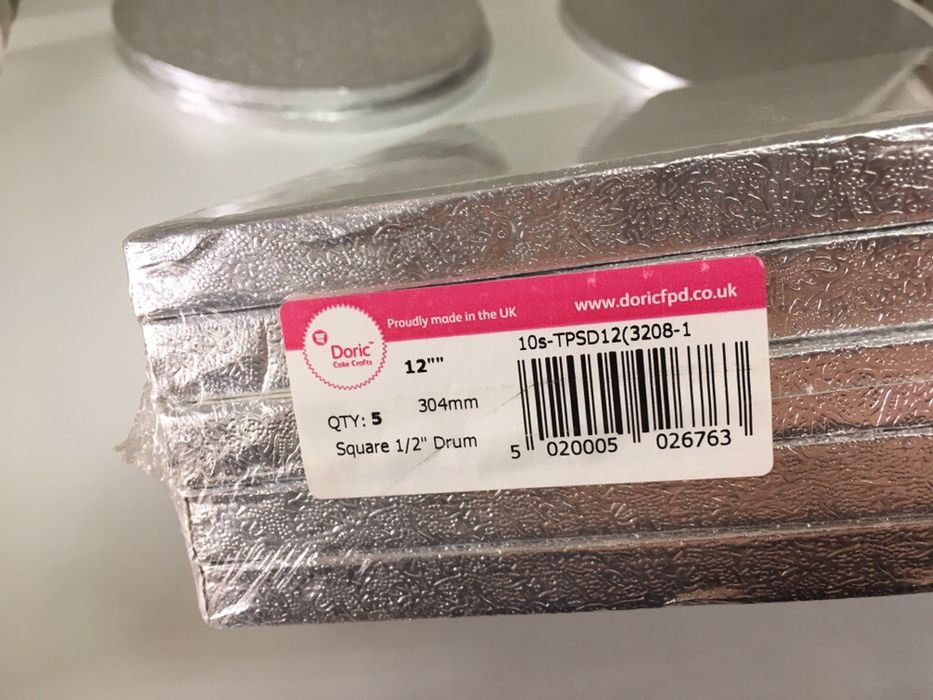 Proudly made in the UK
www.doricfpd.co.uk
Doric™
Cake Crafts
12""
10s-TPSD12(3208-1
QTY: 5
304mm
Square 1/2" Drum
5 020005 026763